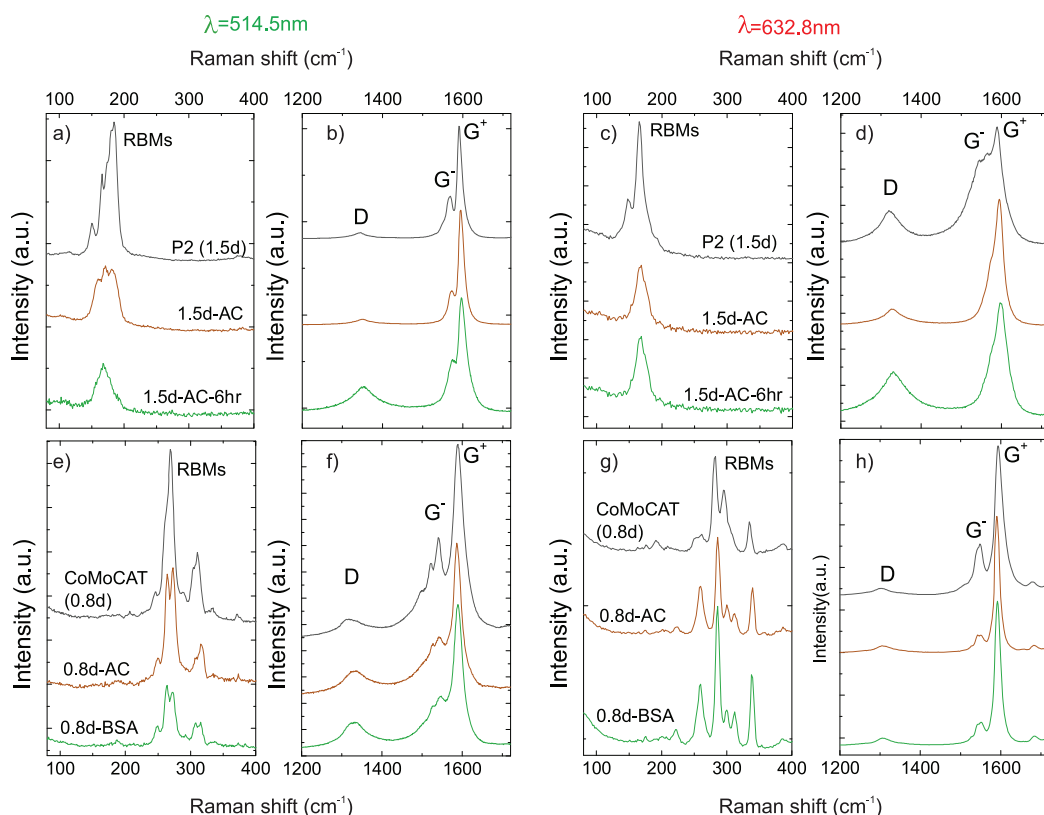 λ=514.5nm
λ=632.8nm
Raman shift (cm⁻¹)
Raman shift (cm⁻¹)
100 200 300 400
1200 1400 1600
100 200 300 400
1200 1400 1600
a)
RBMs
P2 (1.5d)
1.5d-AC
1.5d-AC-6hr
Intensity (a.u.)
b)
G⁺
G⁻
D
Intensity (a.u.)
c)
RBMs
P2 (1.5d)
1.5d-AC
1.5d-AC-6hr
Intensity (a.u.)
d)
G⁺
G⁻
D
Intensity (a.u.)
e)
RBMs
CoMoCAT
(0.8d)
0.8d-AC
0.8d-BSA
Intensity (a.u.)
f)
G⁺
G⁻
D
Intensity (a.u.)
g)
RBMs
CoMoCAT
(0.8d)
0.8d-AC
0.8d-BSA
Intensity (a.u.)
h)
G⁺
G⁻
D
Intensity(a.u.)
100 200 300 400
1200 1400 1600
100 200 300 400
1200 1400 1600
Raman shift (cm⁻¹)
Raman shift (cm⁻¹)